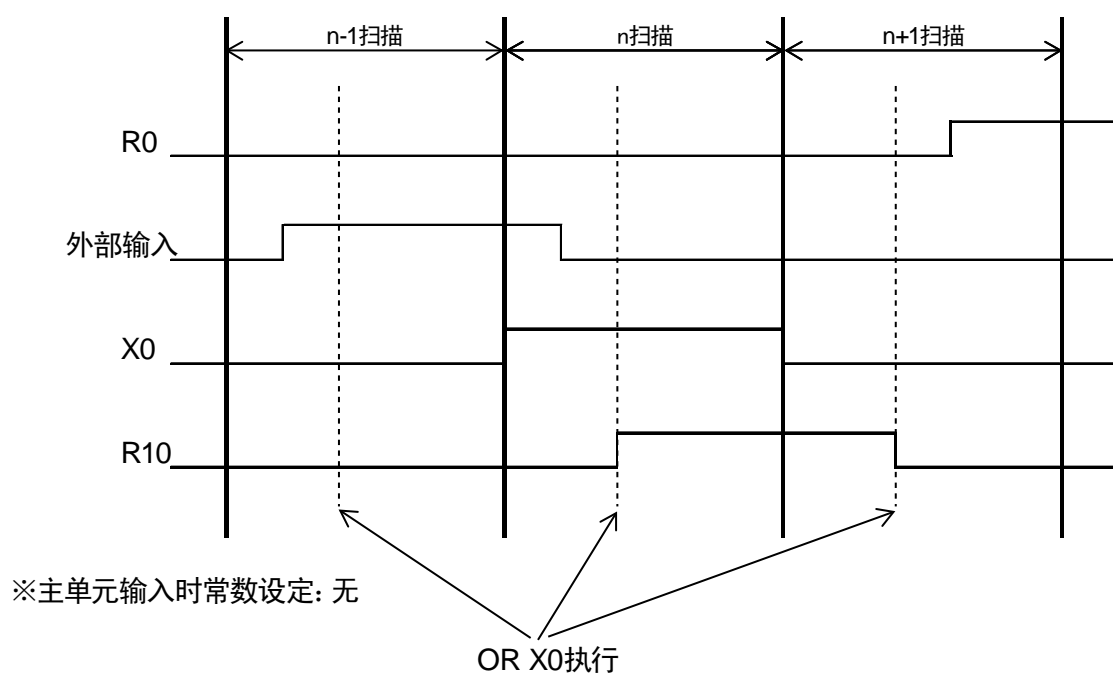 n-1扫描
n扫描
n+1扫描
R0
外部输入
X0
R10
※主单元输入时常数设定: 无
OR X0执行